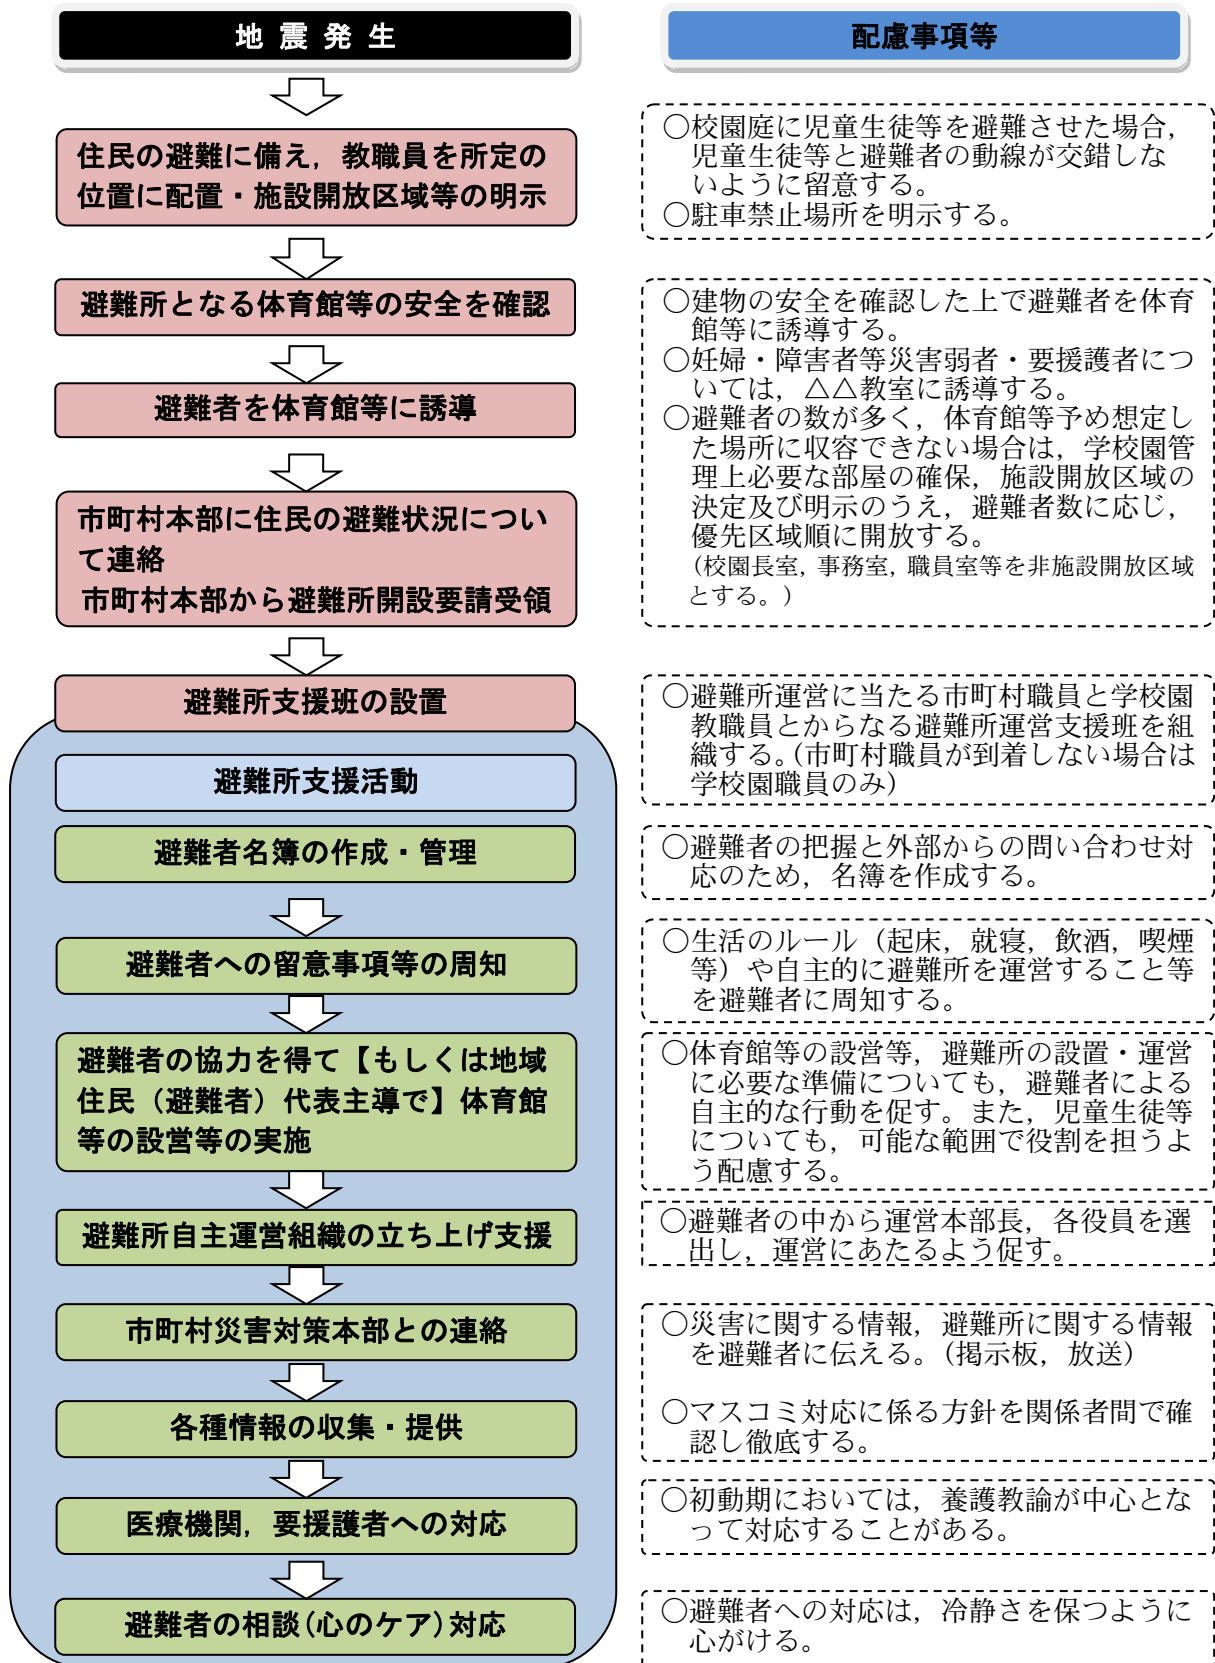 地 震 発 生
配慮事項等
住民の避難に備え，教職員を所定の
位置に配置・施設開放区域等の明示
○校園庭に児童生徒等を避難させた場合，
児童生徒等と避難者の動線が交錯しな
いように留意する。
○駐車禁止場所を明示する。
避難所となる体育館等の安全を確認
避難者を体育館等に誘導
市町村本部に住民の避難状況につい
て連絡
市町村本部から避難所開設要請受領
○建物の安全を確認した上で避難者を体育
館等に誘導する。
○妊婦・障害者等災害弱者・要援護者につ
いては，△△教室に誘導する。
○避難者の数が多く，体育館等予め想定し
た場所に収容できない場合は，学校園管
理上必要な部屋の確保，施設開放区域の
決定及び明示のうえ，避難者数に応じ，
優先区域順に開放する。
（校園長室，事務室，職員室等を非施設開放区域
とする。）
避難所支援班の設置
避難所支援活動
○避難所運営に当たる市町村職員と学校園
教職員とからなる避難所運営支援班を組
織する。（市町村職員が到着しない場合は
学校園職員のみ）
避難者名簿の作成・管理
○避難者の把握と外部からの問い合わせ対
応のため，名簿を作成する。
避難者への留意事項等の周知
○生活のルール（起床，就寝，飲酒，喫煙
等）や自主的に避難所を運営すること等
を避難者に周知する。
避難者の協力を得て【もしくは地域
住民（避難者）代表主導で】体育館
等の設営等の実施
○体育館等の設営等，避難所の設置・運営
に必要な準備についても，避難者による
自主的な行動を促す。また，児童生徒等
についても，可能な範囲で役割を担うよ
う配慮する。
避難所自主運営組織の立ち上げ支援
○避難者の中から運営本部長，各役員を選
出し，運営にあたるよう促す。
市町村災害対策本部との連絡
各種情報の収集・提供
○災害に関する情報，避難所に関する情報
を避難者に伝える。（掲示板，放送）
○マスコミ対応に係る方針を関係者間で確
認し徹底する。
医療機関，要援護者への対応
○初動期においては，養護教諭が中心とな
って対応することがある。
避難者の相談(心のケア)対応
○避難者への対応は，冷静さを保つように
心がける。